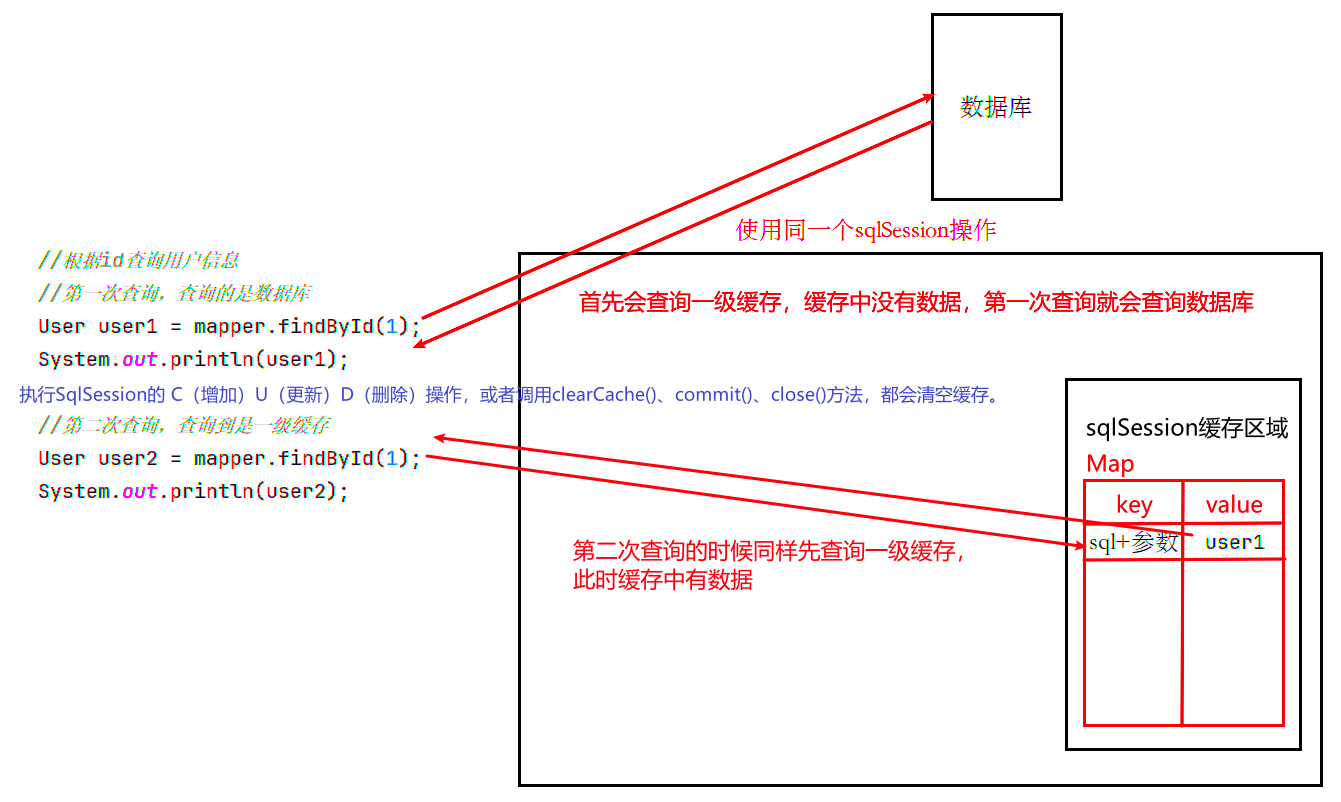 数据库
使用同一个sqlSession操作
//根据id查询用户信息
//第一次查询，查询的是数据库
User user1 = mapper.findById(1);
System.out.println(user1);
首先会查询一级缓存，缓存中没有数据，第一次查询就会查询数据库
执行SqlSession的 C（增加）U（更新）D（删除）操作，或者调用clearCache()、commit()、close()方法，都会清空缓存。
//第二次查询，查询到是一级缓存
User user2 = mapper.findById(1);
System.out.println(user2);
sqlSession缓存区域
Map
key value
sql+参数 user1
第二次查询的时候同样先查询一级缓存，
此时缓存中有数据